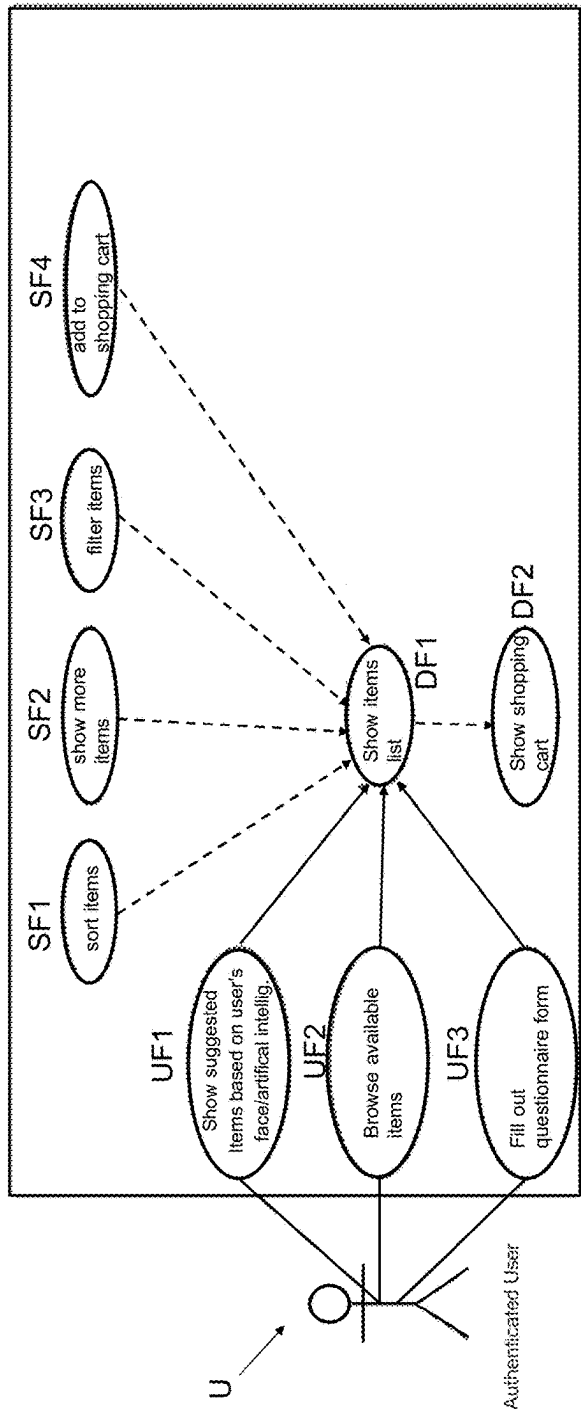 SF1
SF2
SF3
SF4
sort items
show more
items
filter items
add to
shopping cart
UF1
Show suggested
Items based on user's
face/artifical intellig.
UF2
Browse available
items
UF3
Fill out
questionnaire form
Show items
list
DF1
Show shopping
cart
DF2
U
Authenticated User